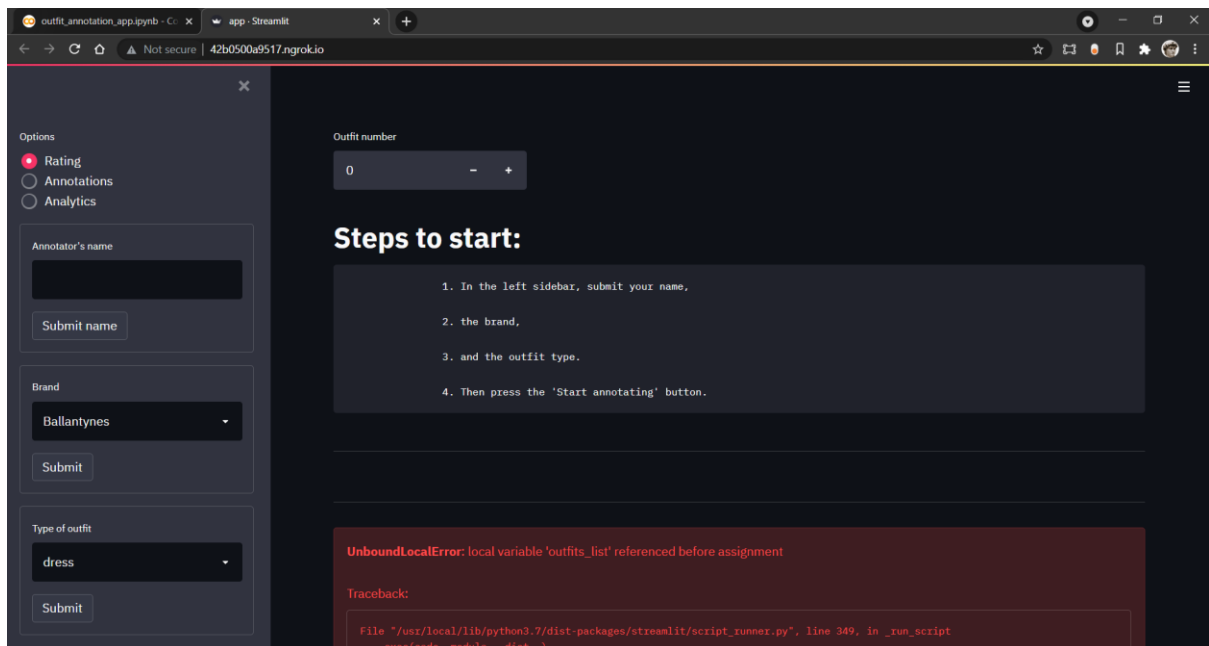 outfit_annotation_app.ipynb - Co
app · Streamlit
Not secure | 42b0500a9517.ngrok.io
Options
Rating
Annotations
Analytics
Annotator's name
Submit name
Brand
Ballantynes
Submit
Type of outfit
dress
Submit
Outfit number
0 - +
Steps to start:
1. In the left sidebar, submit your name,
2. the brand,
3. and the outfit type.
4. Then press the 'Start annotating' button.
UnboundLocalError: local variable 'outfits_list' referenced before assignment
Traceback:
File "/usr/local/lib/python3.7/dist-packages/streamlit/script_runner.py", line 349, in _run_script